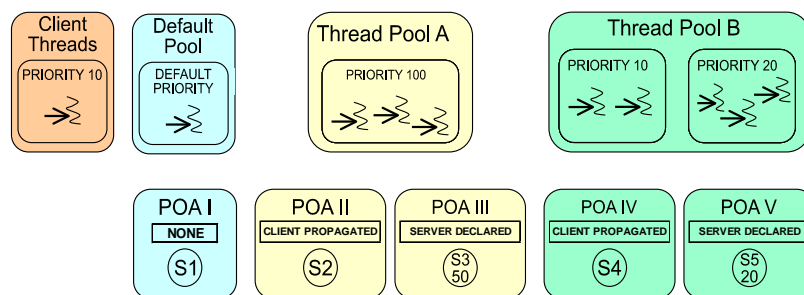 Client Threads
Default Pool
Thread Pool A
Thread Pool B
PRIORITY 10
DEFAULT PRIORITY
PRIORITY 100
PRIORITY 10
PRIORITY 20
POA I
POA II
POA III
POA IV
POA V
NONE
CLIENT PROPAGATED
SERVER DECLARED
CLIENT PROPAGATED
SERVER DECLARED
S1
S2
S3
50
S4
S5
20